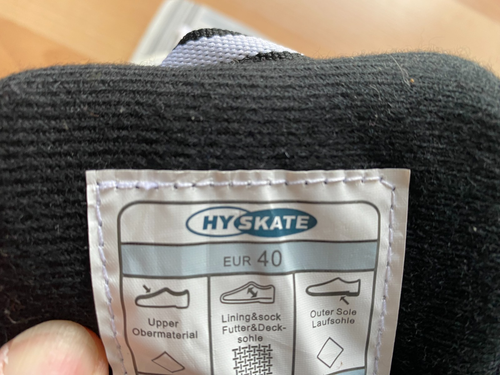 HYSKATE
EUR 40
Upper
Obermaterial
Lining&sock
Futter&Deck-
sohle
Outer Sole
Laufsohle